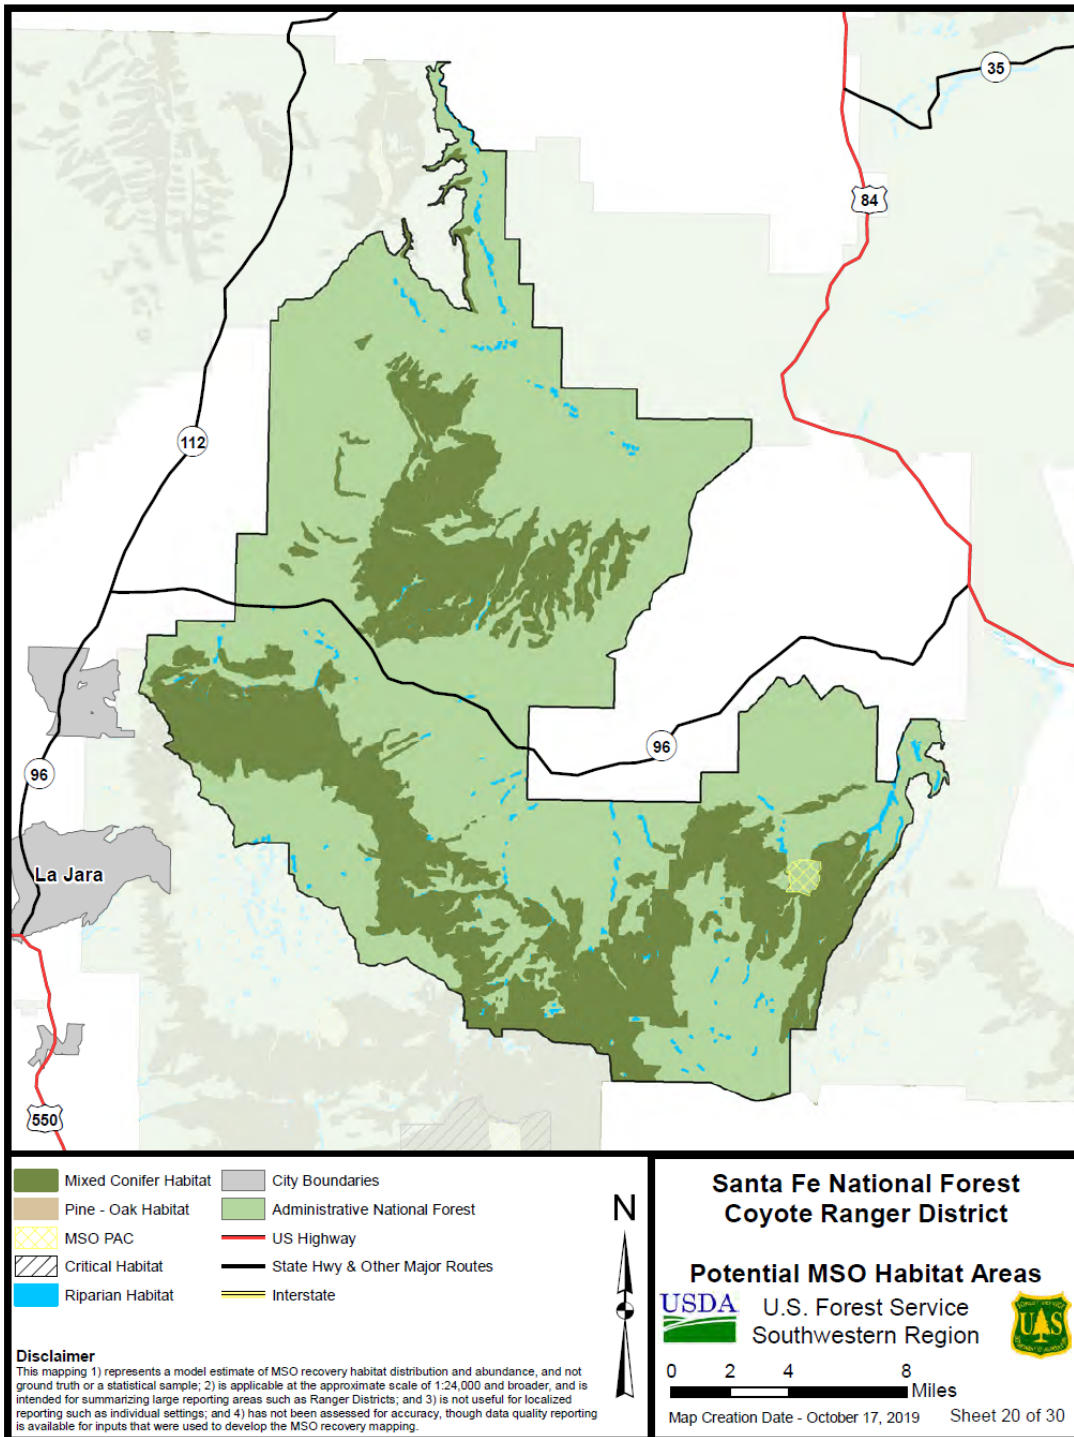 35
84
112
96
96
La Jara
550
Mixed Conifer Habitat
Pine - Oak Habitat
MSO PAC
Critical Habitat
Riparian Habitat
City Boundaries
Administrative National Forest
US Highway
State Hwy & Other Major Routes
Interstate
N
Disclaimer
This mapping 1) represents a model estimate of MSO recovery habitat distribution and abundance, and not
ground truth or a statistical sample; 2) is applicable at the approximate scale of 1:24,000 and broader, and is
intended for summarizing large reporting areas such as Ranger Districts; and 3) is not useful for localized
reporting such as individual settings; and 4) has not been assessed for accuracy, though data quality reporting
is available for inputs that were used to develop the MSO recovery mapping.
Santa Fe National Forest
Coyote Ranger District
Potential MSO Habitat Areas
USDA
U.S. Forest Service
Southwestern Region
FOREST SERVICE
U S
0 2 4 8
Miles
Map Creation Date - October 17, 2019 Sheet 20 of 30